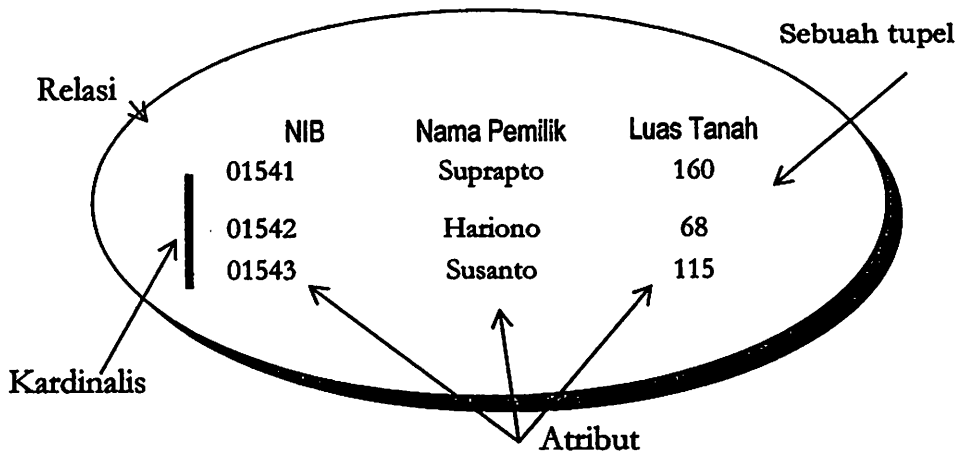 Sebuah tupel
Relasi
NIB Nama Pemilik Luas Tanah
01541 Suprapto 160
01542 Hariono 68
01543 Susanto 115
Kardinalis
Atribut